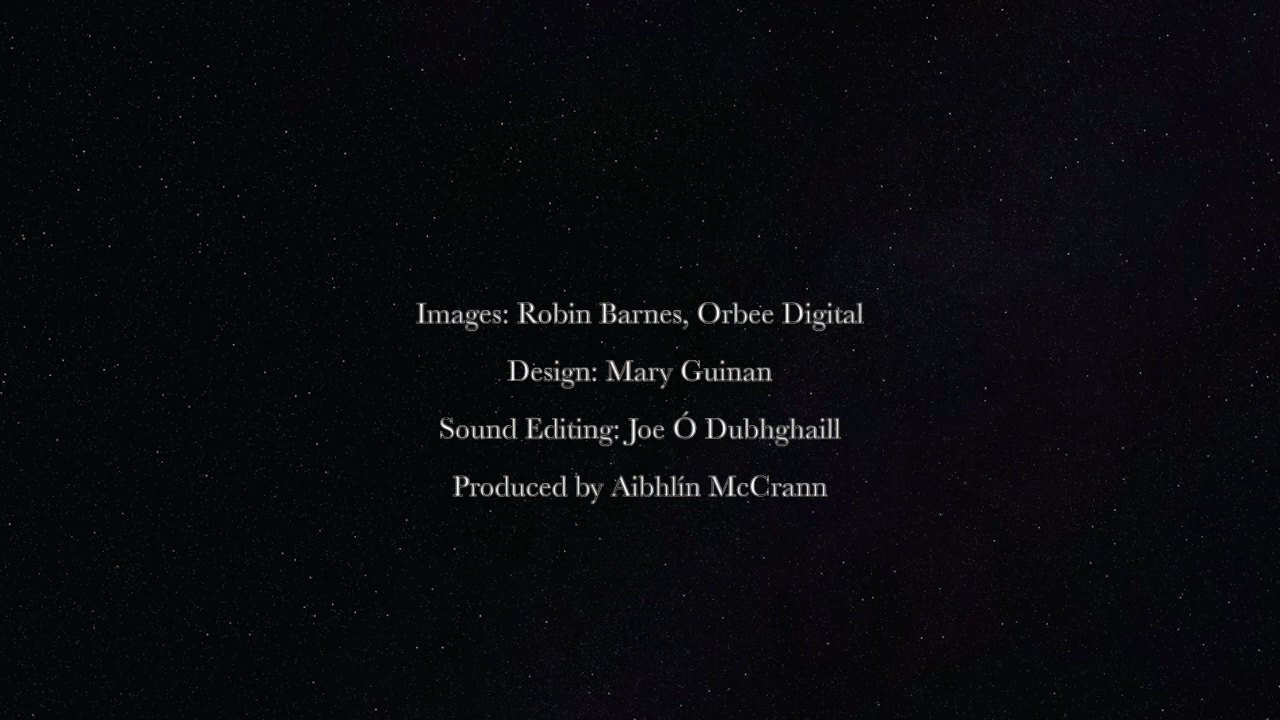 Images: Robin Barnes, Orbee Digital
Design: Mary Guinan
Sound Editing: Joe Ó Dubhghaill
Produced by Aibhlín McCrann